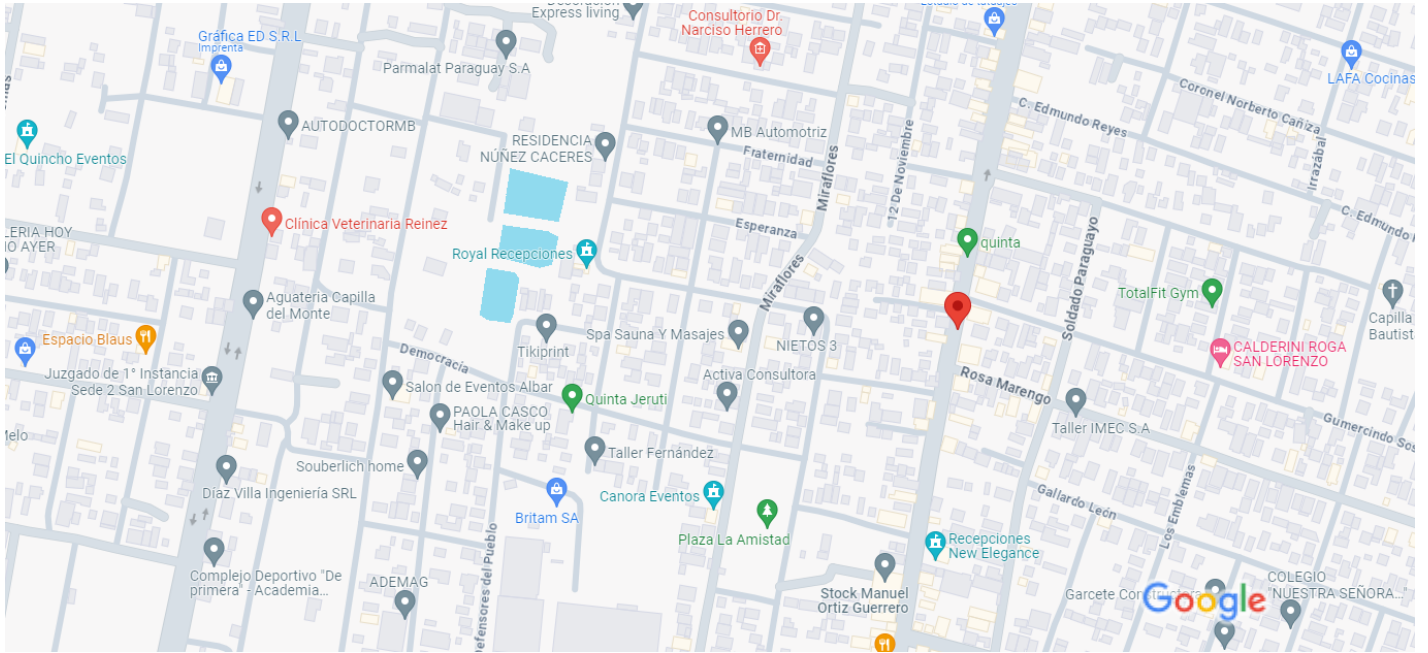 Express living
Consultorio Dr.
Narciso Herrero
Gráfica ED S.R.L
Imprenta
Parmalat Paraguay S.A
LAFA Cocinas
Coronel Norberto Cañiza
C. Edmundo Reyes
Irrazábal
AUTODOCTORMB
MB Automotriz
El Quincho Eventos
RESIDENCIA
NÚÑEZ CACERES
Fraternidad
Miraflores
12 De Noviembre
C. Edmundo
Clínica Veterinaria Reinez
Esperanza
quinta
Soldado Paraguayo
Royal Recepciones
Miraflores
TotalFit Gym
Capilla
Bautist
Aguateria Capilla
del Monte
Espacio Blaus
Tikiprint
Spa Sauna Y Masajes
NIETOS 3
CALDERINI ROGA
SAN LORENZO
Juzgado de 1° Instancia
Sede 2 San Lorenzo
Democracía
Salon de Eventos Albar
Activa Consultora
Rosa Marengo
Quinta Jeruti
PAOLA CASCO
Hair & Make up
Taller IMEC S.A
Gumercindo Sos
Taller Fernández
Souberlich home
Díaz Villa Ingeniería SRL
Canora Eventos
Gallardo León
Los Emblemas
Britam SA
Plaza La Amistad
Recepciones
New Elegance
Defensores del Pueblo
Complejo Deportivo "De
primera" - Academia...
ADEMAG
Stock Manuel
Ortiz Guerrero
Garcete Constructora
Google
COLEGIO
"NUESTRA SEÑORA..."